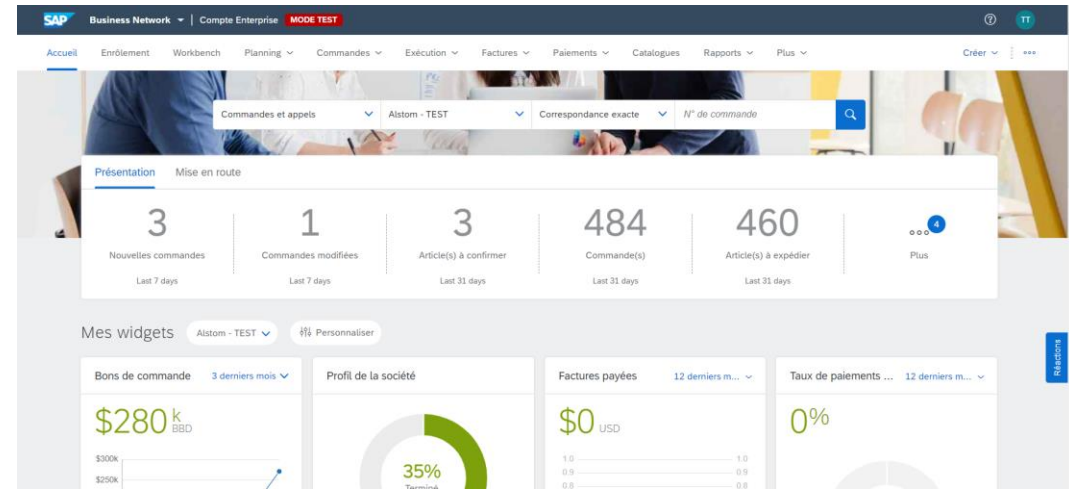 SAP Business Network Compte Enterprise MODE TEST TT
Accueil Enrôlement Workbench Planning Commandes Exécution Factures Paiements Catalogues Rapports Plus Créer
Commandes et appels Alstom - TEST Correspondance exacte N° de commande
Présentation Mise en route
3 1 3 484 460 4
Nouvelles commandes Commandes modifiées Article(s) à confirmer Commande(s) Article(s) à expédier Plus
Last 7 days Last 7 days Last 31 days Last 31 days Last 31 days
Mes widgets Alstom - TEST Personnaliser
Réactions
Bons de commande 3 derniers mois Profil de la société Factures payées 12 derniers m... Taux de paiements ... 12 derniers m...
$280 k BBD $0 USD 0%
$300k 35% 1.0 1.0
$250k Terminé 0.9 0.9
0.8 0.8